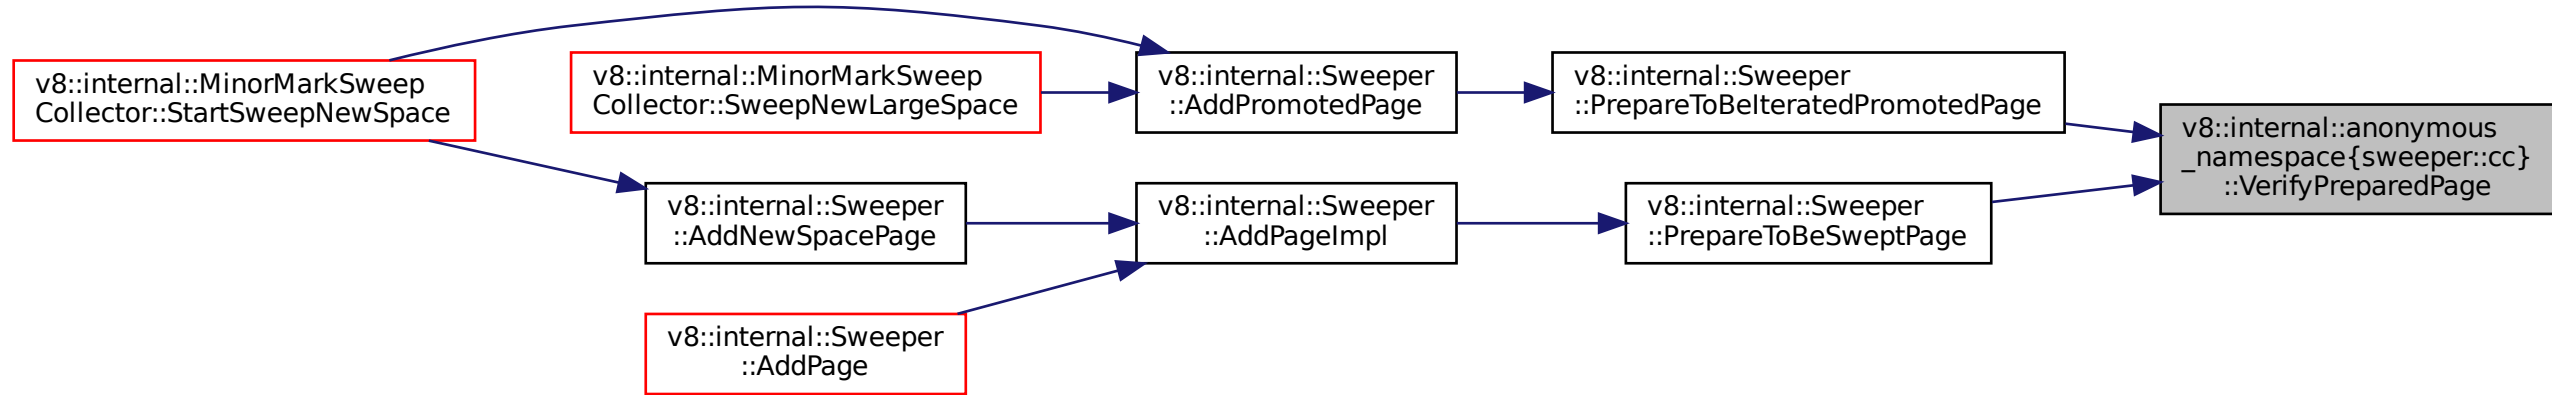 v8::internal::MinorMarkSweep
Collector::StartSweepNewSpace
v8::internal::MinorMarkSweep
Collector::SweepNewLargeSpace
v8::internal::Sweeper
::AddPromotedPage
v8::internal::Sweeper
::PrepareToBeIteratedPromotedPage
v8::internal::anonymous
_namespace{sweeper::cc}
::VerifyPreparedPage
v8::internal::Sweeper
::AddNewSpacePage
v8::internal::Sweeper
::AddPageImpl
v8::internal::Sweeper
::PrepareToBeSweptPage
v8::internal::Sweeper
::AddPage